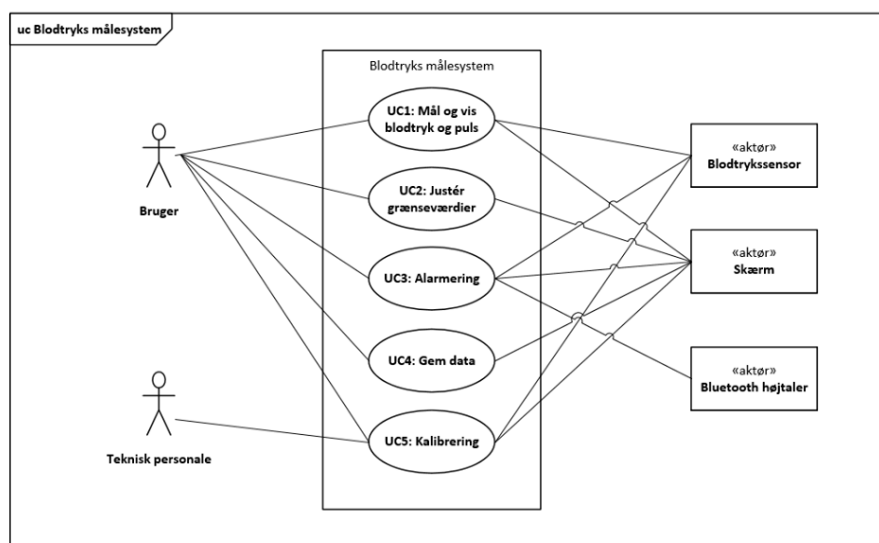 uc Blodtryks målesystem
Blodtryks målesystem
UC1: Mål og vis
blodtryk og puls
UC2: Justér
grænseværdier
UC3: Alarmering
UC4: Gem data
UC5: Kalibrering
Bruger
Teknisk personale
«aktør»
Blodtrykssensor
«aktør»
Skærm
«aktør»
Bluetooth højtaler